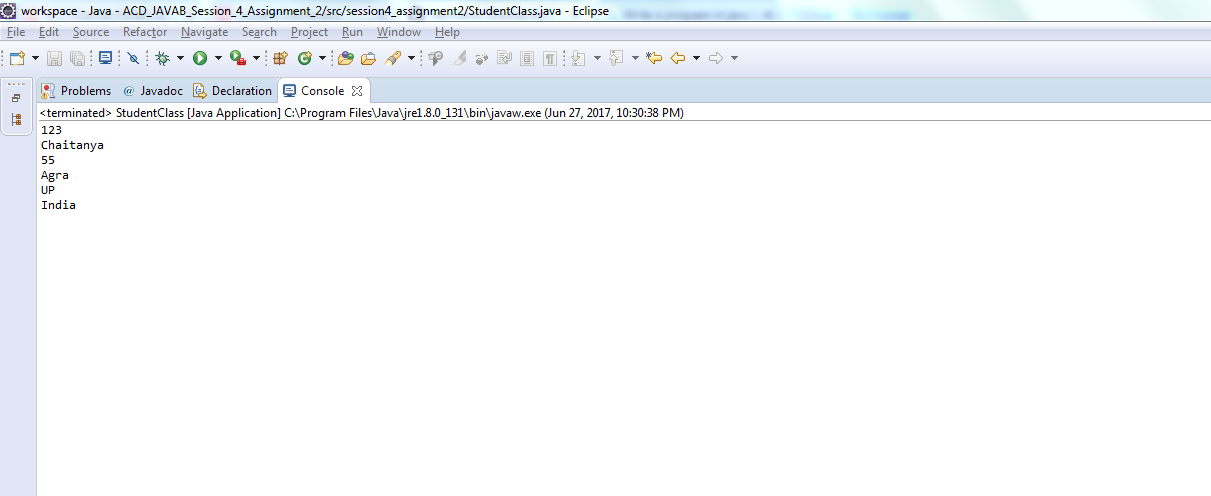 workspace - Java - ACD_JAVAB_Session_4_Assignment_2/src/session4_assignment2/StudentClass.java - Eclipse
File Edit Source Refactor Navigate Search Project Run Window Help
Problems @ Javadoc Declaration Console
<terminated> StudentClass [Java Application] C:\Program Files\Java\jre1.8.0_131\bin\javaw.exe (Jun 27, 2017, 10:30:38 PM)
123
Chaitanya
55
Agra
UP
India